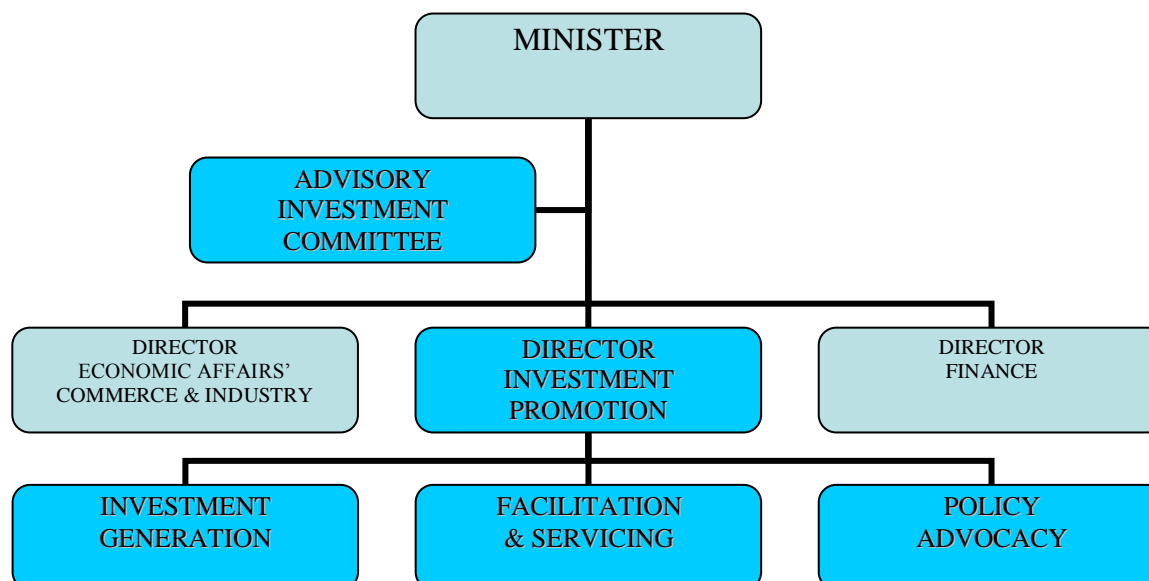 MINISTER
ADVISORY
INVESTMENT
COMMITTEE
DIRECTOR
ECONOMIC AFFAIRS’
COMMERCE & INDUSTRY
DIRECTOR
INVESTMENT
PROMOTION
DIRECTOR
FINANCE
INVESTMENT
GENERATION
FACILITATION
& SERVICING
POLICY
ADVOCACY